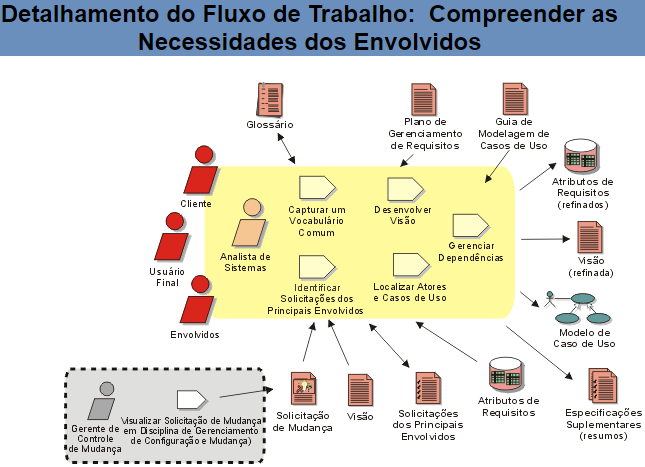 Detalhamento do Fluxo de Trabalho: Compreender as
Necessidades dos Envolvidos
Glossário
Plano de
Gerenciamento
de Requisitos
Guia de
Modelagem de
Casos de Uso
Cliente
Atributos de
Requisitos
(refinados)
Capturar um
Vocabulário
Comum
Desenvolver
Visão
Analista de
Sistemas
Gerenciar
Dependências
Usuário
Final
Visão
(refinada)
Identificar
Solicitações dos
Principais Envolvidos
Localizar Atores
e Casos de Uso
Envolvidos
Modelo de
Caso de Uso
Gerente de
Controle
de Mudança
Visualizar Solicitação de Mudança
em Disciplina de Gerenciamento
de Configuração e Mudança)
Solicitação
de Mudança
Visão
Solicitações
dos Principais
Envolvidos
Atributos de
Requisitos
Especificações
Suplementares
(resumos)